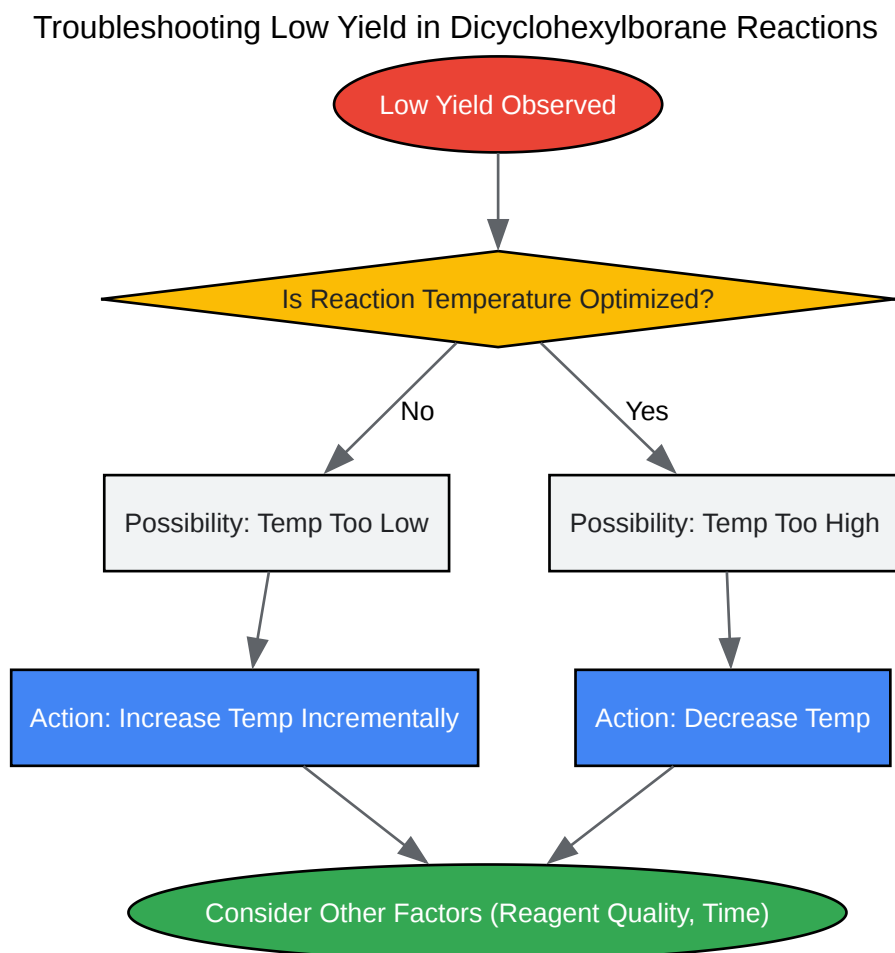 Troubleshooting Low Yield in Dicyclohexylborane Reactions
Low Yield Observed
Is Reaction Temperature Optimized?
No
Yes
Possibility: Temp Too Low
Possibility: Temp Too High
Action: Increase Temp Incrementally
Action: Decrease Temp
Consider Other Factors (Reagent Quality, Time)